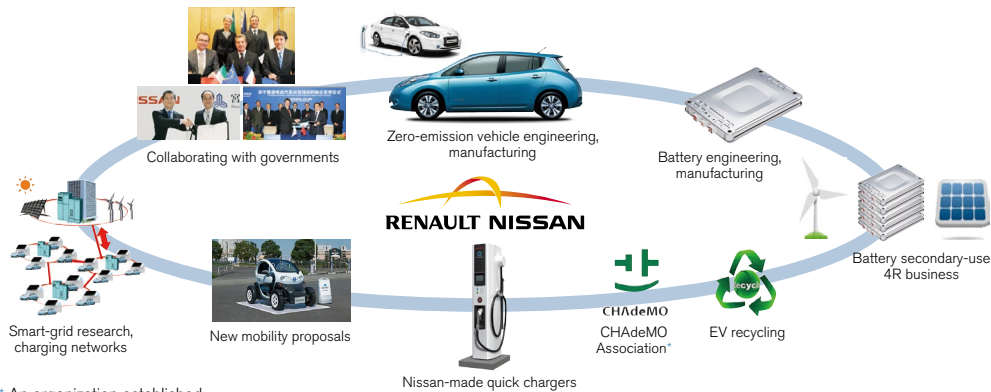 SSAN
Collaborating with governments
Zero-emission vehicle engineering,
manufacturing
Battery engineering,
manufacturing
RENAULT NISSAN
Battery secondary-use
4R business
Smart-grid research,
charging networks
New mobility proposals
Nissan-made quick chargers
CHAdeMO
CHAdeMO
Association*
Recycle
EV recycling
* An organization established